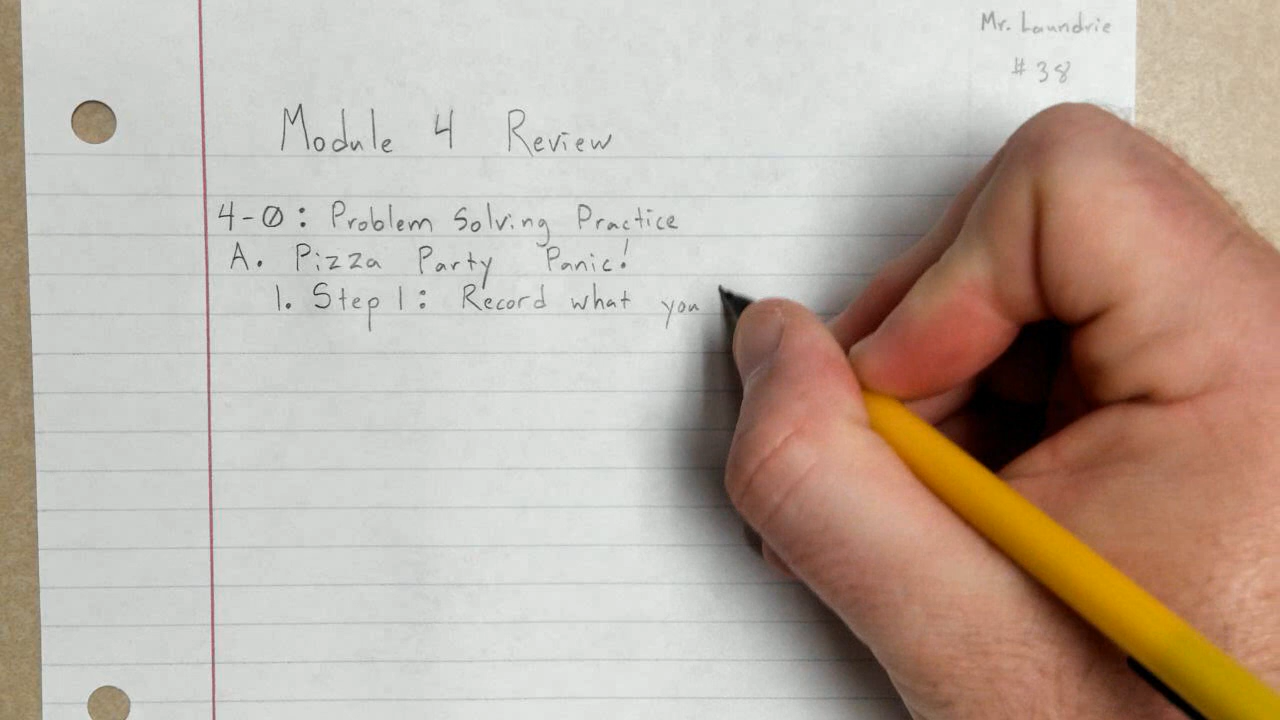 Mr. Laundrie
#38
Module 4 Review
4-0: Problem Solving Practice
A. Pizza Party Panic!
1. Step 1: Record what you